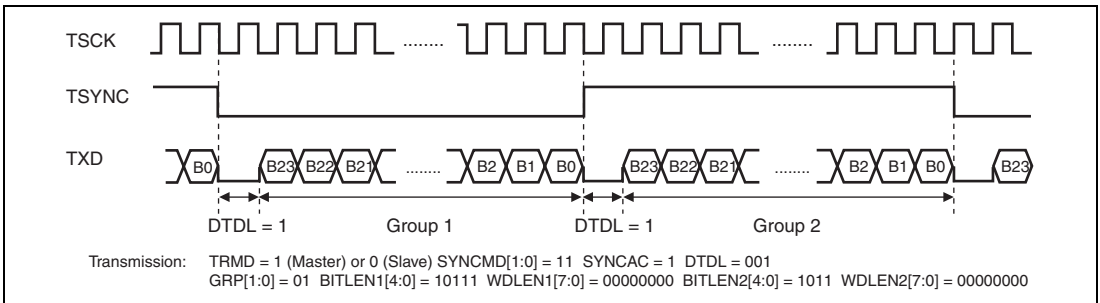 TSCK ........ ........
TSYNC
TXD B0 B23 B22 B21 ........ B2 B1 B0 B23 B22 B21 ........ B2 B1 B0 B23
DTDL = 1 Group 1 DTDL = 1 Group 2
Transmission: TRMD = 1 (Master) or 0 (Slave) SYNCMD[1:0] = 11 SYNCAC = 1 DTDL = 001
GRP[1:0] = 01 BITLEN1[4:0] = 10111 WDLEN1[7:0] = 00000000 BITLEN2[4:0] = 1011 WDLEN2[7:0] = 00000000